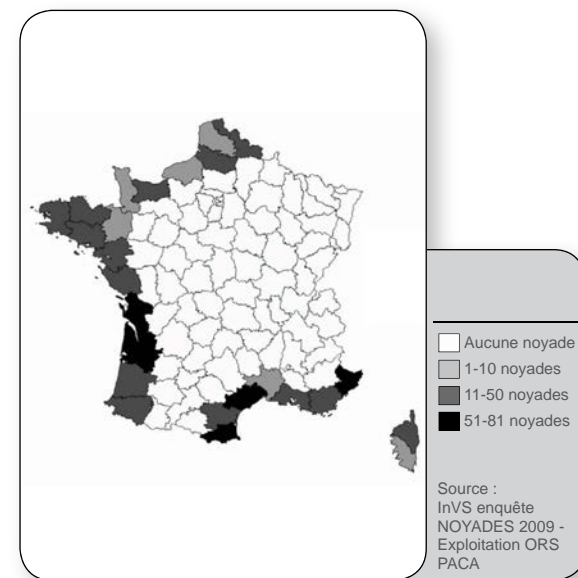 Aucune noyade
1-10 noyades
11-50 noyades
51-81 noyades
Source :
InVS enquête
NOYADES 2009 -
Exploitation ORS
PACA